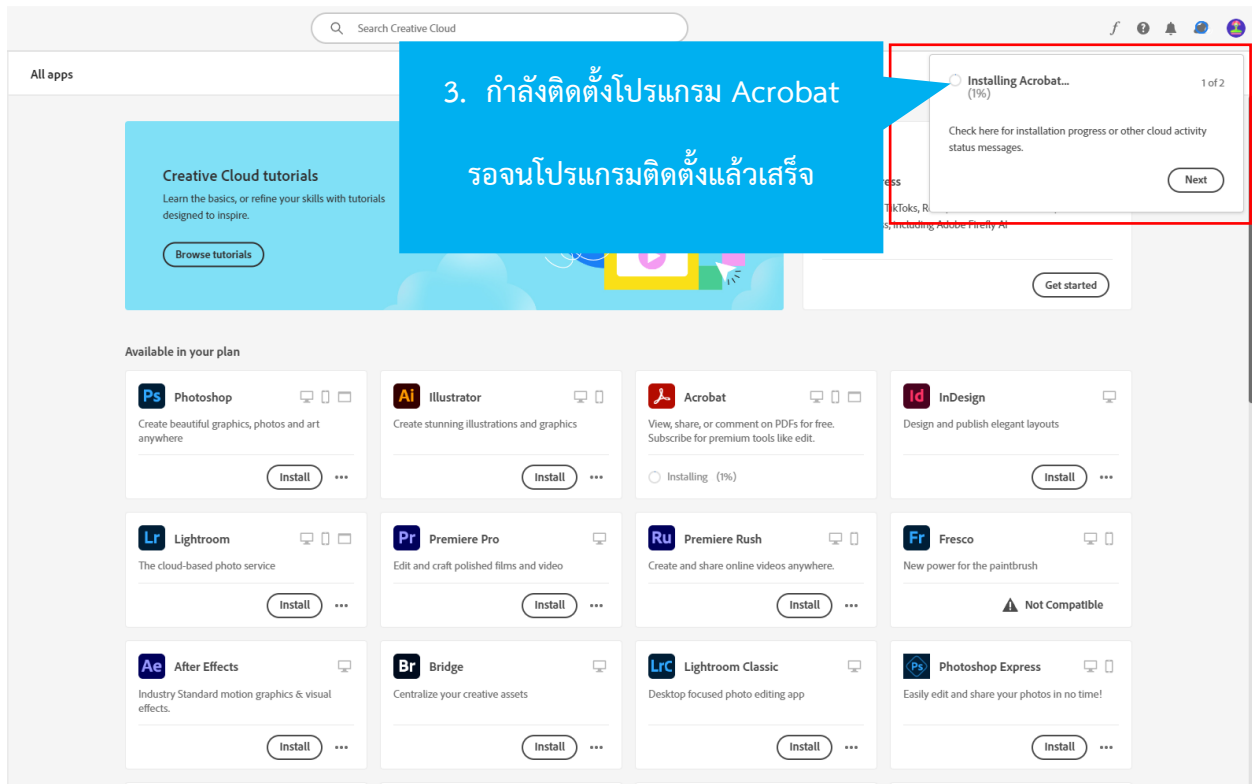 Search Creative Cloud
All apps
3. กำลังติดตั้งโปรแกรม Acrobat
รอจนโปรแกรมติดตั้งแล้วเสร็จ
Installing Acrobat...
1 of 2
(1%)
Check here for installation progress or other cloud activity
status messages.
Next
Creative Cloud tutorials
Learn the basics, or refine your skills with tutorials
designed to inspire.
Browse tutorials
Get started
Available in your plan
Ps Photoshop
Create beautiful graphics, photos and art
anywhere
Install
Ai Illustrator
Create stunning illustrations and graphics
Install
Acrobat
View, share, or comment on PDFs for free.
Subscribe for premium tools like edit.
Installing (1%)
Id InDesign
Design and publish elegant layouts
Install
Lr Lightroom
The cloud-based photo service
Install
Pr Premiere Pro
Edit and craft polished films and video
Install
Ru Premiere Rush
Create and share online videos anywhere.
Install
Fr Fresco
New power for the paintbrush
Not Compatible
Ae After Effects
Industry Standard motion graphics & visual
effects.
Install
Br Bridge
Centralize your creative assets
Install
LrC Lightroom Classic
Desktop focused photo editing app
Install
Ps Photoshop Express
Easily edit and share your photos in no time!
Install